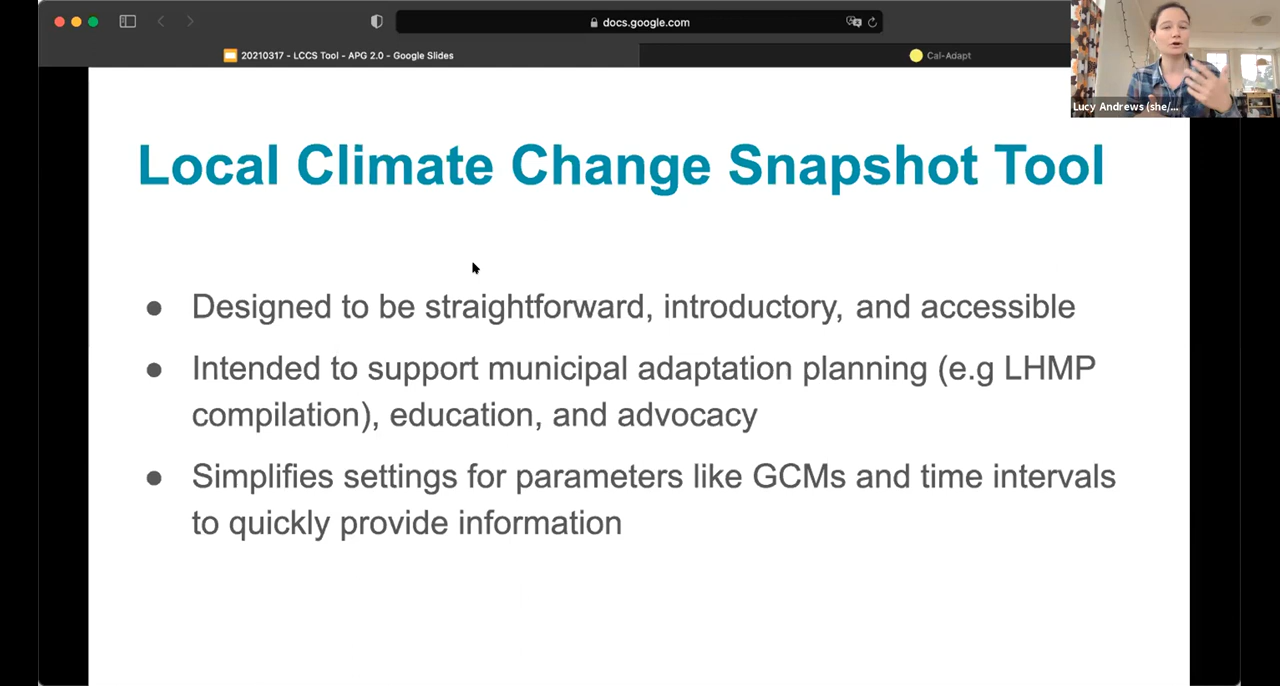 docs.google.com
20210317 - LCCS Tool - APG 2.0 - Google Slides
Cal-Adapt
Lucy Andrews (she/...
Local Climate Change Snapshot Tool
● Designed to be straightforward, introductory, and accessible
● Intended to support municipal adaptation planning (e.g LHMP
compilation), education, and advocacy
● Simplifies settings for parameters like GCMs and time intervals
to quickly provide information